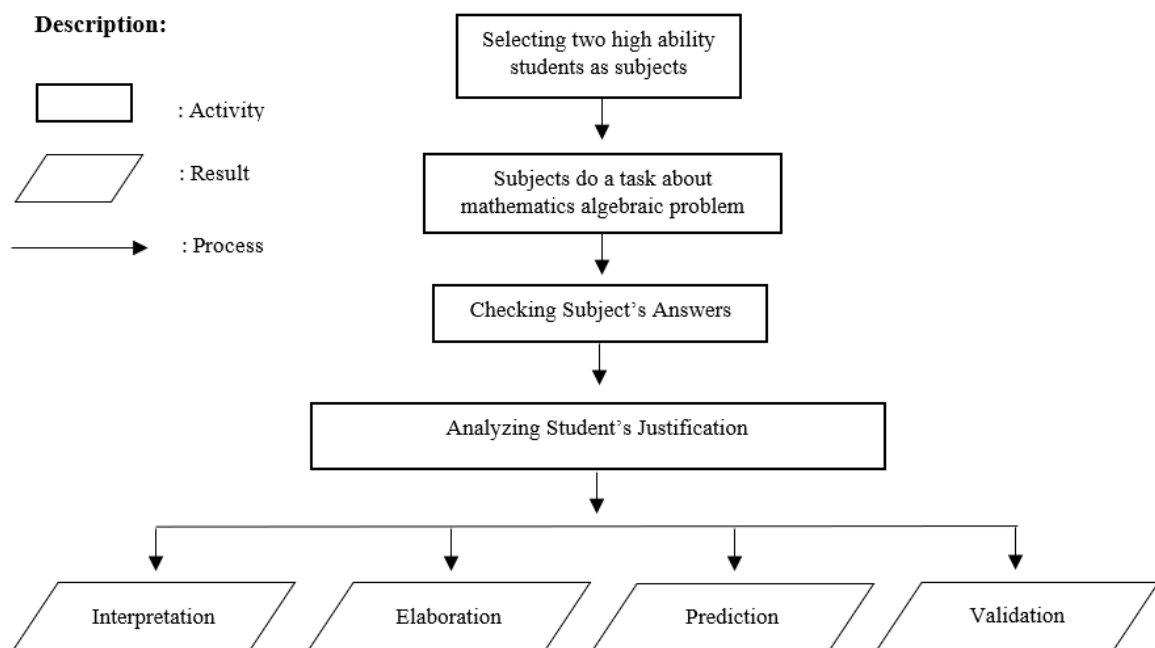 Description:
: Activity
: Result
: Process
Selecting two high ability
students as subjects
Subjects do a task about
mathematics algebraic problem
Checking Subject’s Answers
Analyzing Student’s Justification
Interpretation
Elaboration
Prediction
Validation